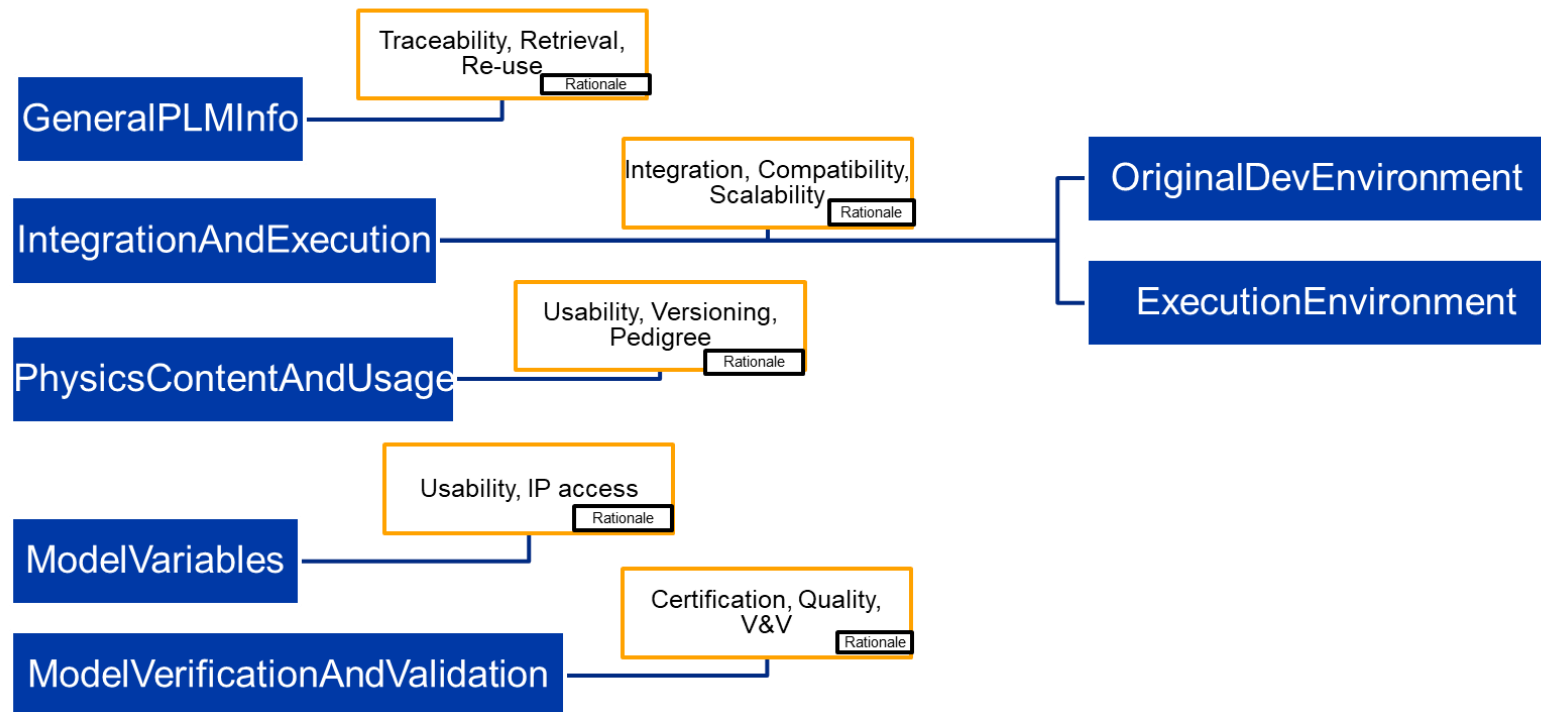 Traceability, Retrieval,
Re-use
Rationale
GeneralPLMInfo
Integration, Compatibility,
Scalability
Rationale
OriginalDevEnvironment
IntegrationAndExecution
ExecutionEnvironment
Usability, Versioning,
Pedigree
Rationale
PhysicsContentAndUsage
Usability, IP access
Rationale
ModelVariables
Certification, Quality,
V&V
Rationale
ModelVerificationAndValidation